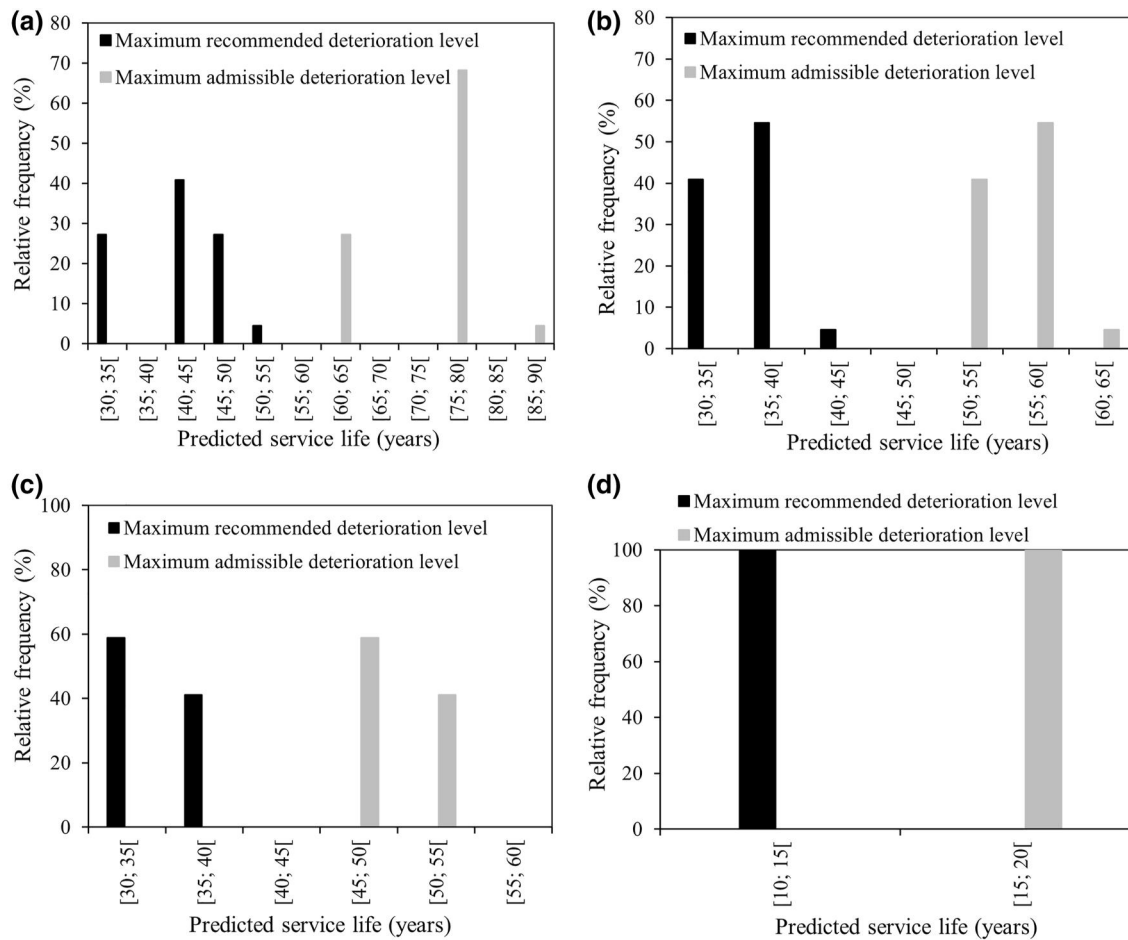 (a)
80
70
60
50
40
30
20
10
0
Relative frequency (%)
Maximum recommended deterioration level
Maximum admissible deterioration level
[30; 35[
[35; 40[
[40; 45[
[45; 50[
[50; 55[
[55; 60[
[60; 65[
[65; 70[
[70; 75[
[75; 80[
[80; 85[
[85; 90[
Predicted service life (years)
(b)
80
70
60
50
40
30
20
10
0
Relative frequency (%)
Maximum recommended deterioration level
Maximum admissible deterioration level
[30; 35[
[35; 40[
[40; 45[
[45; 50[
[50; 55[
[55; 60[
[60; 65[
Predicted service life (years)
(c)
100
80
60
40
20
0
Relative frequency (%)
Maximum recommended deterioration level
Maximum admissible deterioration level
[30; 35[
[35; 40[
[40; 45[
[45; 50[
[50; 55[
[55; 60[
Predicted service life (years)
(d)
Maximum recommended deterioration level
Maximum admissible deterioration level
100
80
60
40
20
0
Relative frequency (%)
[10; 15[
[15; 20[
Predicted service life (years)